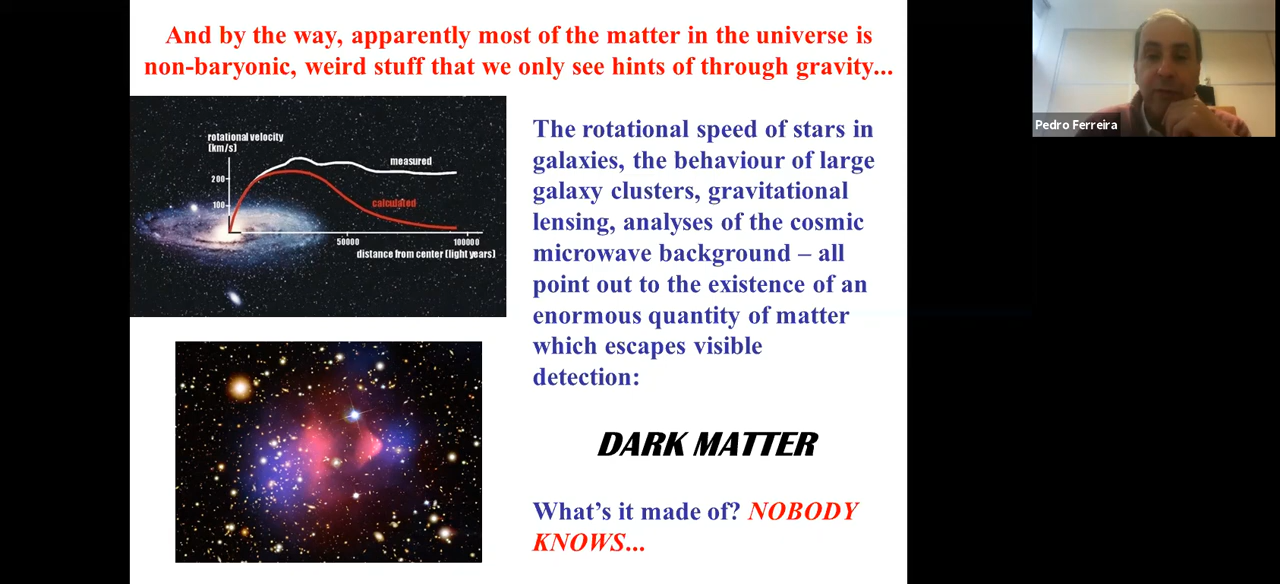 And by the way, apparently most of the matter in the universe is
non-baryonic, weird stuff that we only see hints of through gravity...
Pedro Ferreira
rotational velocity
(km/s)
measured
200
calculated
100
50000
100000
distance from center (light years)
The rotational speed of stars in
galaxies, the behaviour of large
galaxy clusters, gravitational
lensing, analyses of the cosmic
microwave background – all
point out to the existence of an
enormous quantity of matter
which escapes visible
detection:
DARK MATTER
What's it made of? NOBODY
KNOWS...